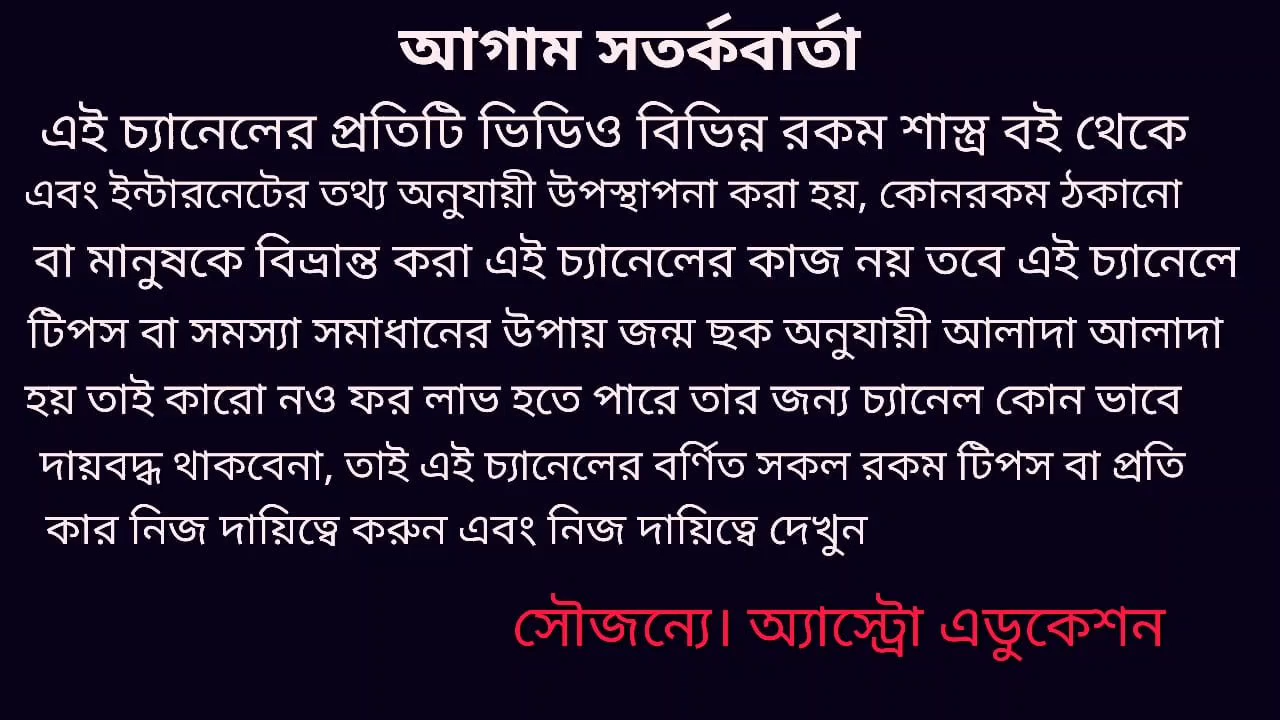 আগাম সতর্কবার্তা
এই চ্যানেলের প্রতিটি ভিডিও বিভিন্ন রকম শাস্ত্র বই থেকে
এবং ইন্টারনেটের তথ্য অনুযায়ী উপস্থাপনা করা হয়, কোনরকম ঠকানো
বা মানুষকে বিভ্রান্ত করা এই চ্যানেলের কাজ নয় তবে এই চ্যানেলে
টিপস বা সমস্যা সমাধানের উপায় জন্ম ছক অনুযায়ী আলাদা আলাদা
হয় তাই কারো নও ফর লাভ হতে পারে তার জন্য চ্যানেল কোন ভাবে
দায়বদ্ধ থাকবেনা, তাই এই চ্যানেলের বর্ণিত সকল রকম টিপস বা প্রতি
কার নিজ দায়িত্বে করুন এবং নিজ দায়িত্বে দেখুন
সৌজন্যে। অ্যাস্ট্রো এডুকেশন